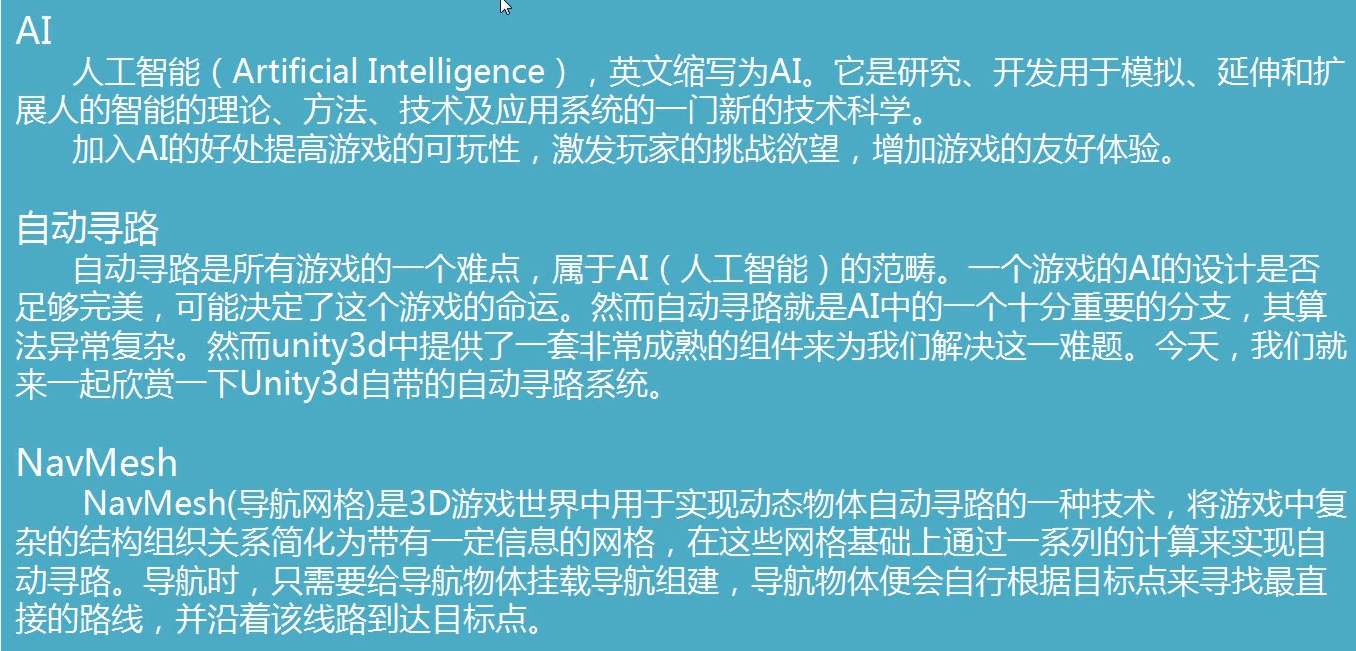 AI
人工智能（Artificial Intelligence），英文缩写为AI。它是研究、开发用于模拟、延伸和扩
展人的智能的理论、方法、技术及应用系统的一门新的技术科学。
加入AI的好处提高游戏的可玩性，激发玩家的挑战欲望，增加游戏的友好体验。
自动寻路
自动寻路是所有游戏的一个难点，属于AI（人工智能）的范畴。一个游戏的AI的设计是否
足够完美，可能决定了这个游戏的命运。然而自动寻路就是AI中的一个十分重要的分支，其算
法异常复杂。然而unity3d中提供了一套非常成熟的组件来为我们解决这一难题。今天，我们就
来一起欣赏一下Unity3d自带的自动寻路系统。
NavMesh
NavMesh(导航网格)是3D游戏世界中用于实现动态物体自动寻路的一种技术，将游戏中复
杂的结构组织关系简化为带有一定信息的网格，在这些网格基础上通过一系列的计算来实现自
动寻路。导航时，只需要给导航物体挂载导航组建，导航物体便会自行根据目标点来寻找最直
接的路线，并沿着该线路到达目标点。